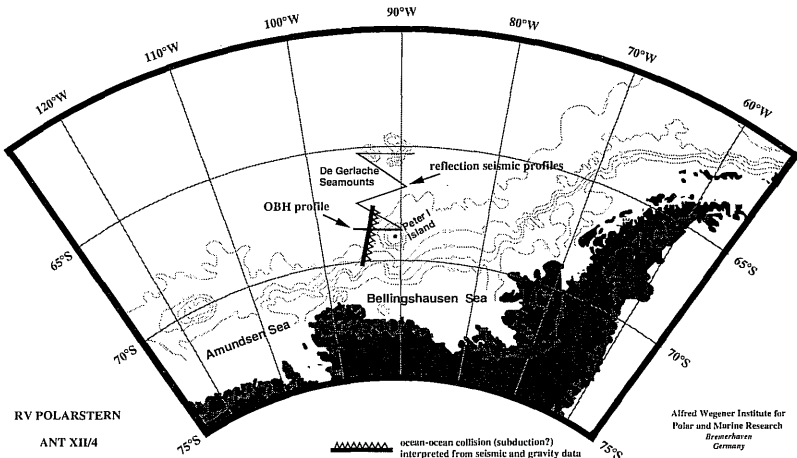 90°W
100°W
80°W
110°W
70°W
120°W
60°W
De Gerlache
Seamounts
reflection seismic profiles
OBH profile
Peter I
Island
65°S
65°S
Bellingshausen Sea
Amundsen Sea
70°S
70°S
75°S
75°S
RV POLARSTERN
ANT XII/4
ocean-ocean collision (subduction?)
interpreted from seismic and gravity data
Alfred Wegener Institute for
Polar und Marine Research
Bremerhaven
Germany